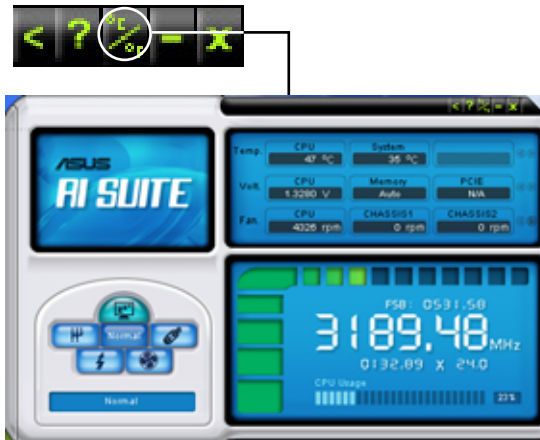 < ? °C/°F - x
< ? °C/°F - x
ASUS
AI SUITE
Temp. CPU System
47 °C 35 °C
Volt. CPU Memory PCIE
1.3280 V Auto N/A
Fan. CPU CHASSIS1 CHASSIS2
4026 rpm 0 rpm 0 rpm
Normal
Normal
FSB: 0531.58
3189.48 MHz
0132.89 X 24.0
CPU Usage
23%